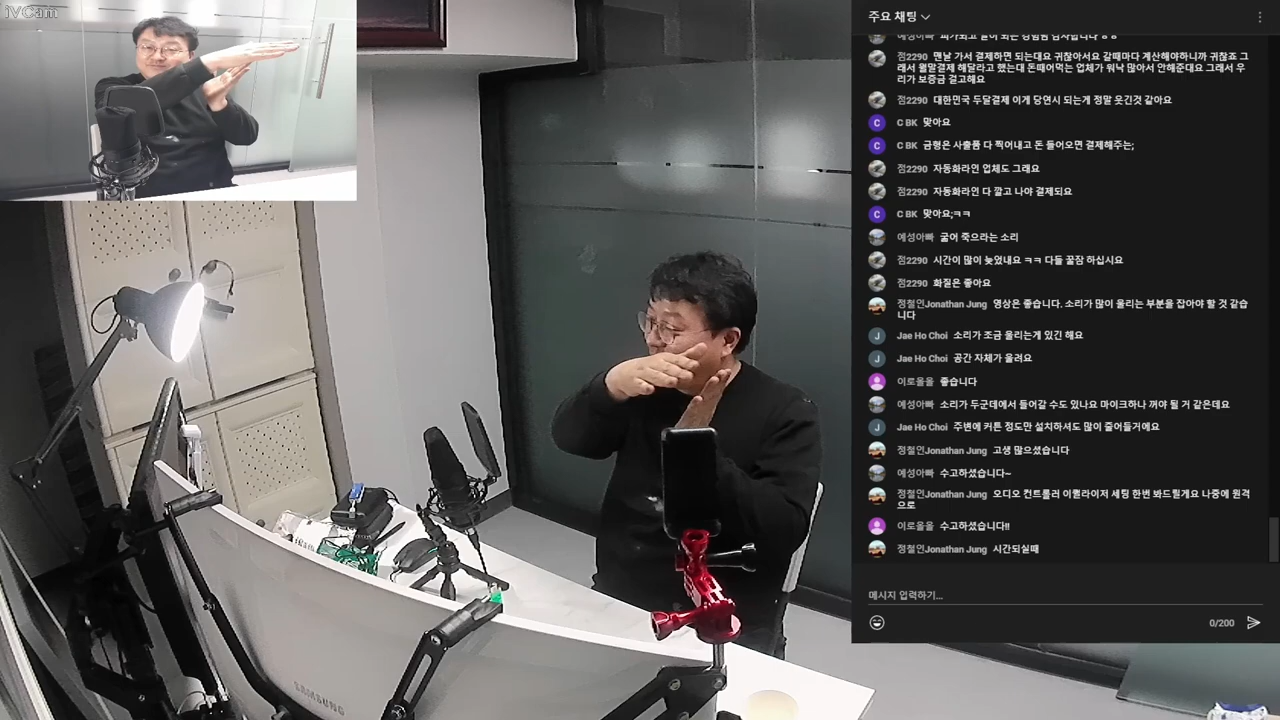 iVCam
주요 채팅
점2290 맨날 가서 결제하면 되는데요 귀찮아서요 갈때마다 계산해야하니까 귀찮죠 그
래서 월말결제 해달라고 했는데 돈떼어먹는 업체가 워낙 많아서 안해준대요 그래서 우
리가 보증금 걸고해요
점2290 대한민국 두달결제 이게 당연시 되는게 정말 웃긴것 같아요
C BK 맞아요
C BK 금형은 사출품 다 찍어내고 돈 들어오면 결제해주는;
점2290 자동화라인 업체도 그래요
점2290 자동화라인 다 깔고 나야 결제되요
C BK 맞아요;ㅋㅋ
에성아빠 굶어 죽으라는 소리
점2290 시간이 많이 늦었내요 ㅋㅋ 다들 꿀잠 하십시요
점2290 화질은 좋아요
정철인Jonathan Jung 영상은 좋습니다. 소리가 많이 울리는 부분을 잡아야 할 것 같습
니다
Jae Ho Choi 소리가 조금 울리는게 있긴 해요
Jae Ho Choi 공간 자체가 울려요
이로울올 좋습니다
에성아빠 소리가 두군데에서 들어갈 수도 있나요 마이크하나 꺼야 될 거 같은데요
Jae Ho Choi 주변에 커튼 정도만 설치하셔도 많이 줄어들거에요
정철인Jonathan Jung 고생 많으셨습니다
에성아빠 수고하셨습니다~
정철인Jonathan Jung 오디오 컨트롤러 이퀄라이저 세팅 한번 봐드릴게요 나중에 원격
으로
이로울올 수고하셨습니다!!
정철인Jonathan Jung 시간되실때
메시지 입력하기...
0/200
SAMSUNG